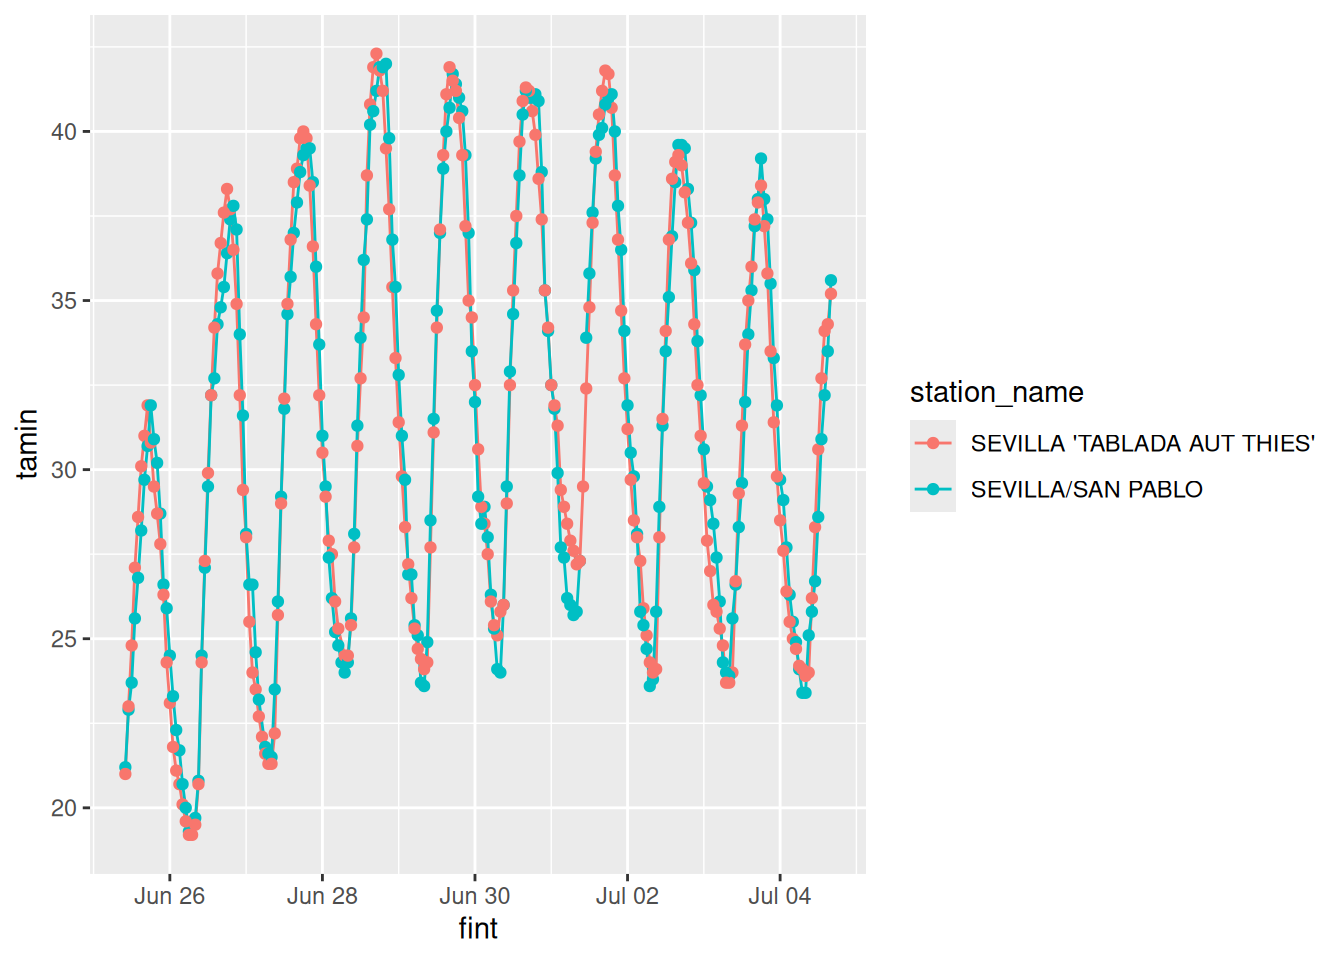 40
35
30
25
20
tamin
Jun 26
Jun 28
Jun 30
Jul 02
Jul 04
fint
station_name
SEVILLA 'TABLADA AUT THIES'
SEVILLA/SAN PABLO